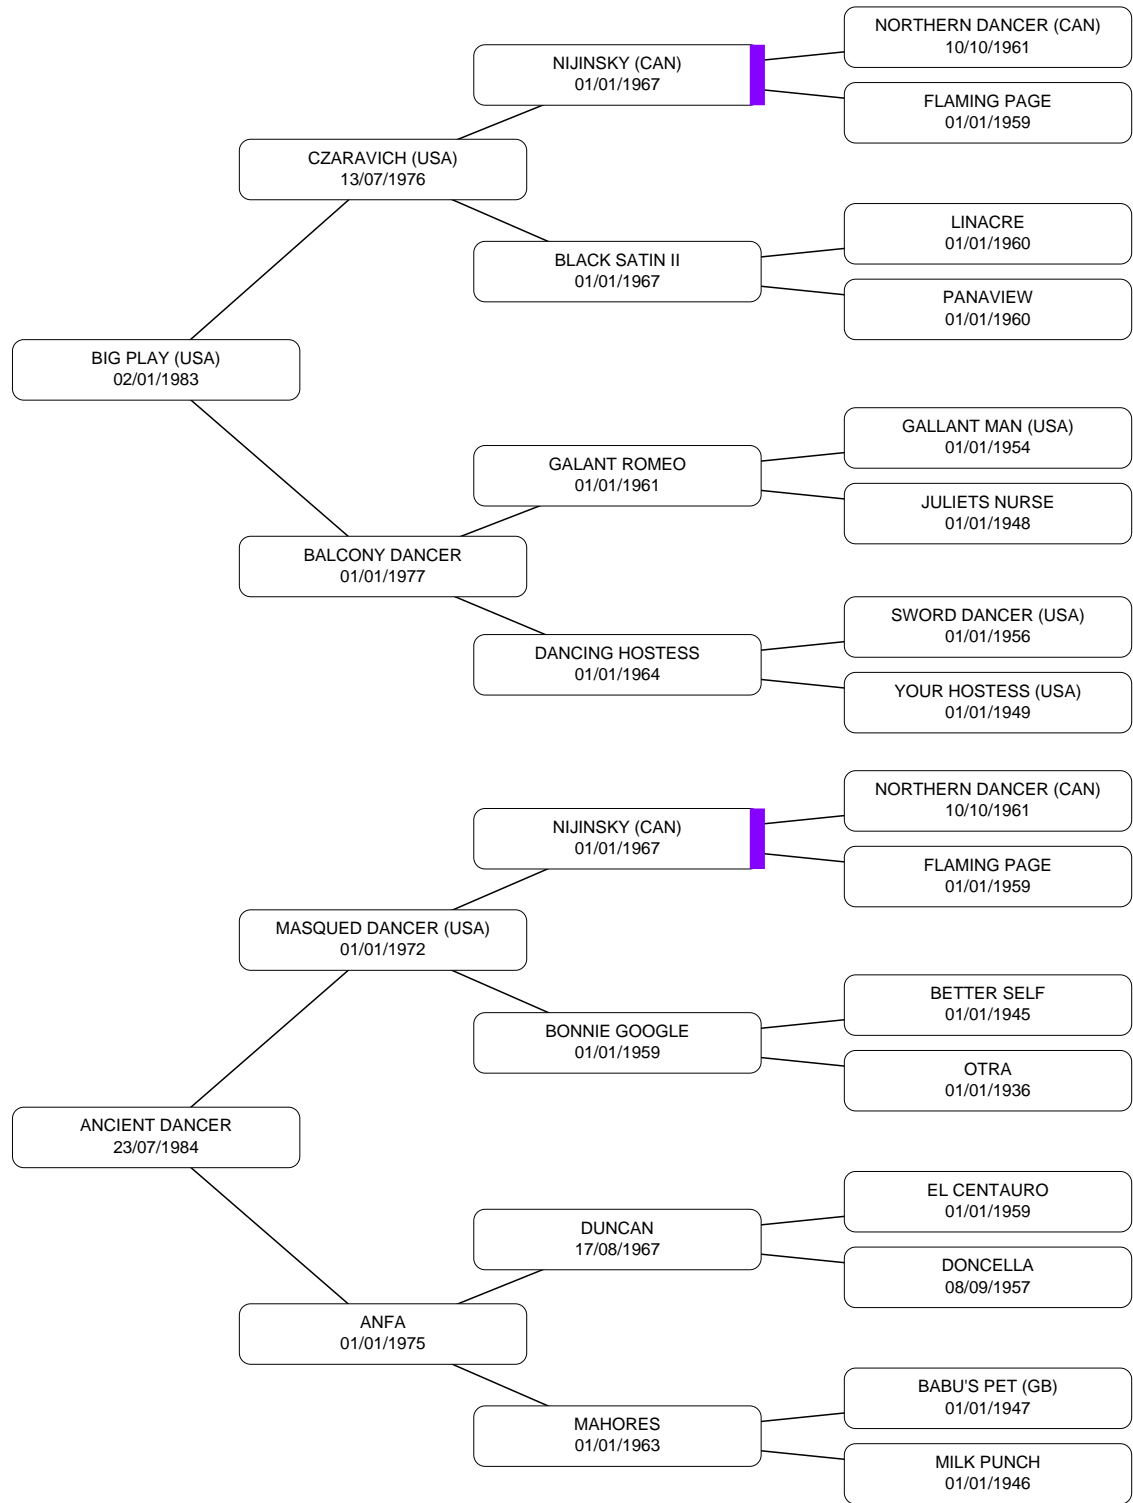 NORTHERN DANCER (CAN)
10/10/1961
NIJINSKY (CAN)
01/01/1967
FLAMING PAGE
01/01/1959
CZARAVICH (USA)
13/07/1976
LINACRE
01/01/1960
BLACK SATIN II
01/01/1967
PANAVIEW
01/01/1960
BIG PLAY (USA)
02/01/1983
GALLANT MAN (USA)
01/01/1954
GALANT ROMEO
01/01/1961
JULIETS NURSE
01/01/1948
BALCONY DANCER
01/01/1977
SWORD DANCER (USA)
01/01/1956
DANCING HOSTESS
01/01/1964
YOUR HOSTESS (USA)
01/01/1949
NORTHERN DANCER (CAN)
10/10/1961
NIJINSKY (CAN)
01/01/1967
FLAMING PAGE
01/01/1959
MASQUED DANCER (USA)
01/01/1972
BETTER SELF
01/01/1945
BONNIE GOOGLE
01/01/1959
OTRA
01/01/1936
ANCIENT DANCER
23/07/1984
EL CENTAURO
01/01/1959
DUNCAN
17/08/1967
DONCELLA
08/09/1957
ANFA
01/01/1975
BABU'S PET (GB)
01/01/1947
MAHORES
01/01/1963
MILK PUNCH
01/01/1946